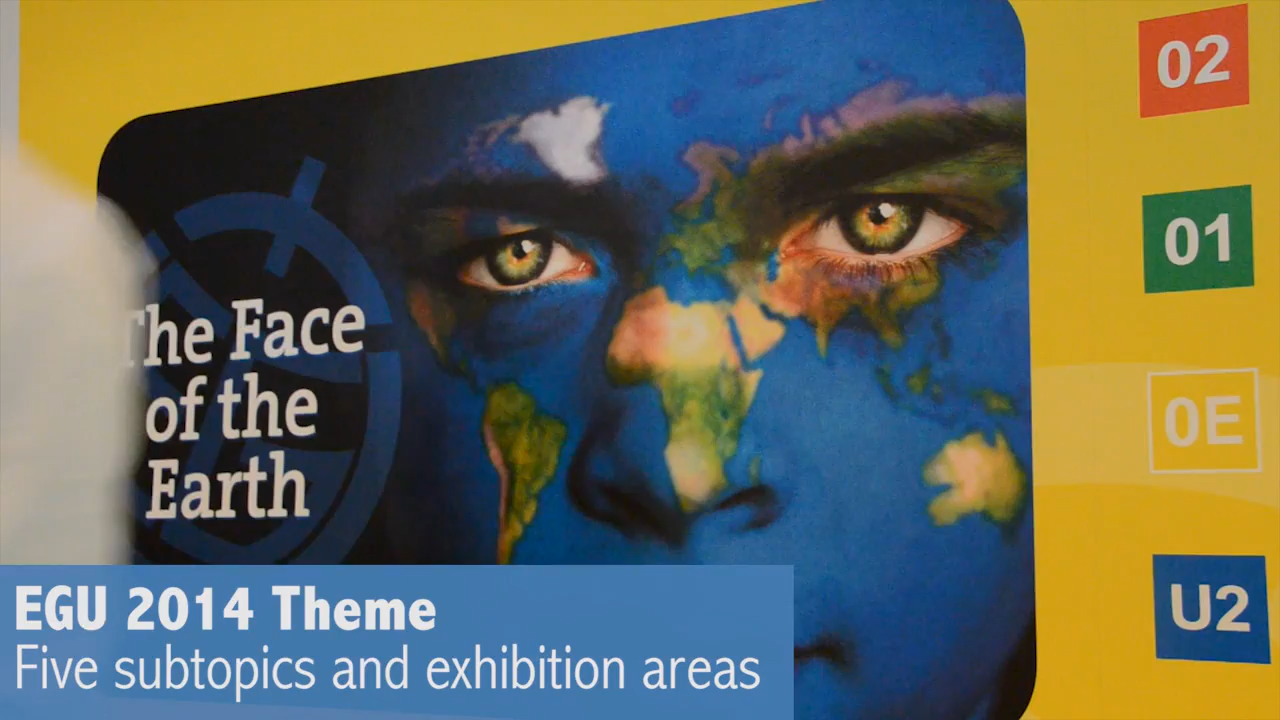 The Face
of the
Earth
02
01
0E
U2
EGU 2014 Theme
Five subtopics and exhibition areas